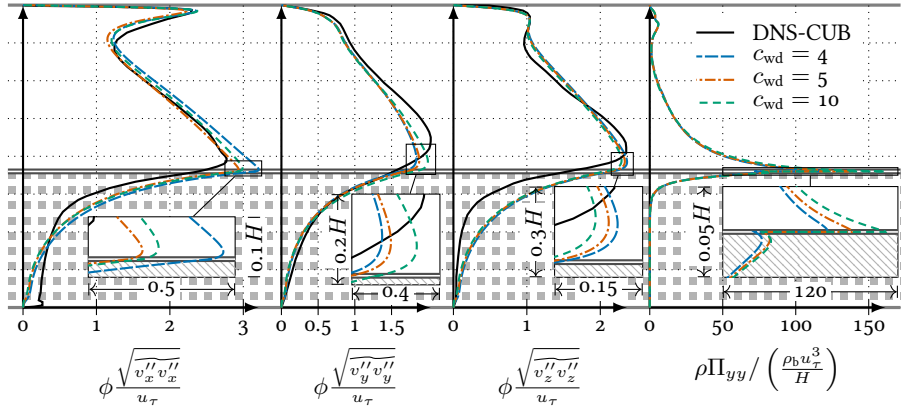 DNS-CUB
c_wd = 4
c_wd = 5
c_wd = 10
0.1H
0.2H
0.3H
0.05H
0.5
0.4
0.15
120
0 1 2 3
0 0.5 1 1.5
0 1 2
0 50 100 150
ϕ √(v''_x v''_x) / u_τ
ϕ √(v''_y v''_y) / u_τ
ϕ √(v''_z v''_z) / u_τ
ρΠ_yy / (ρ_b u_τ^3 / H)